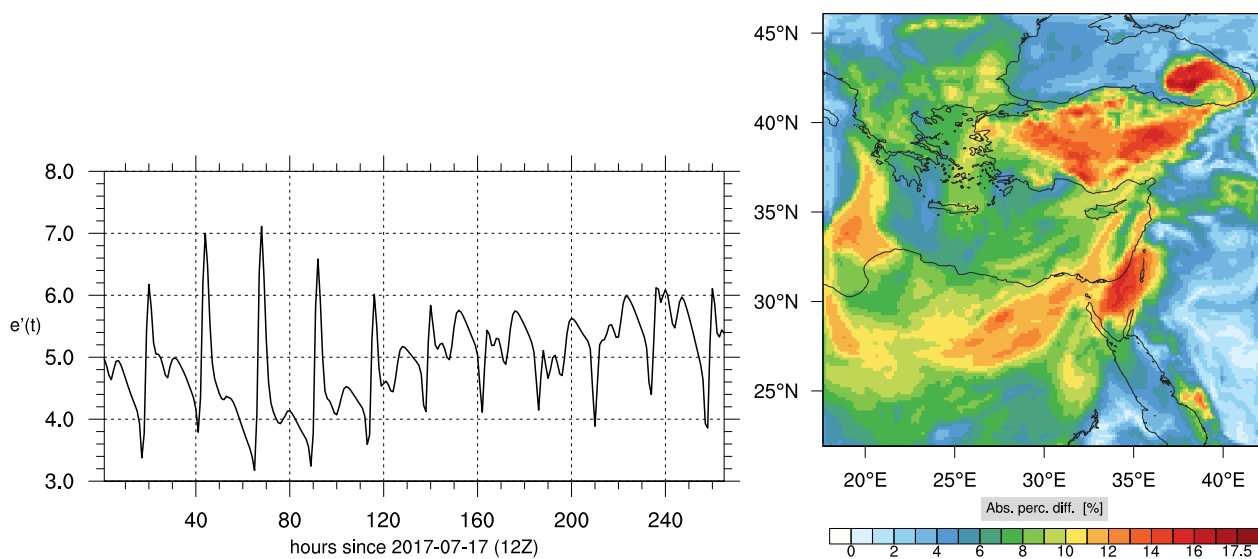 8.0
7.0
6.0
5.0
4.0
3.0
e'(t)
40
80
120
160
200
240
hours since 2017-07-17 (12Z)
45°N
40°N
35°N
30°N
25°N
20°E
25°E
30°E
35°E
40°E
Abs. perc. diff. [%]
0
2
4
6
8
10
12
14
16
17.5